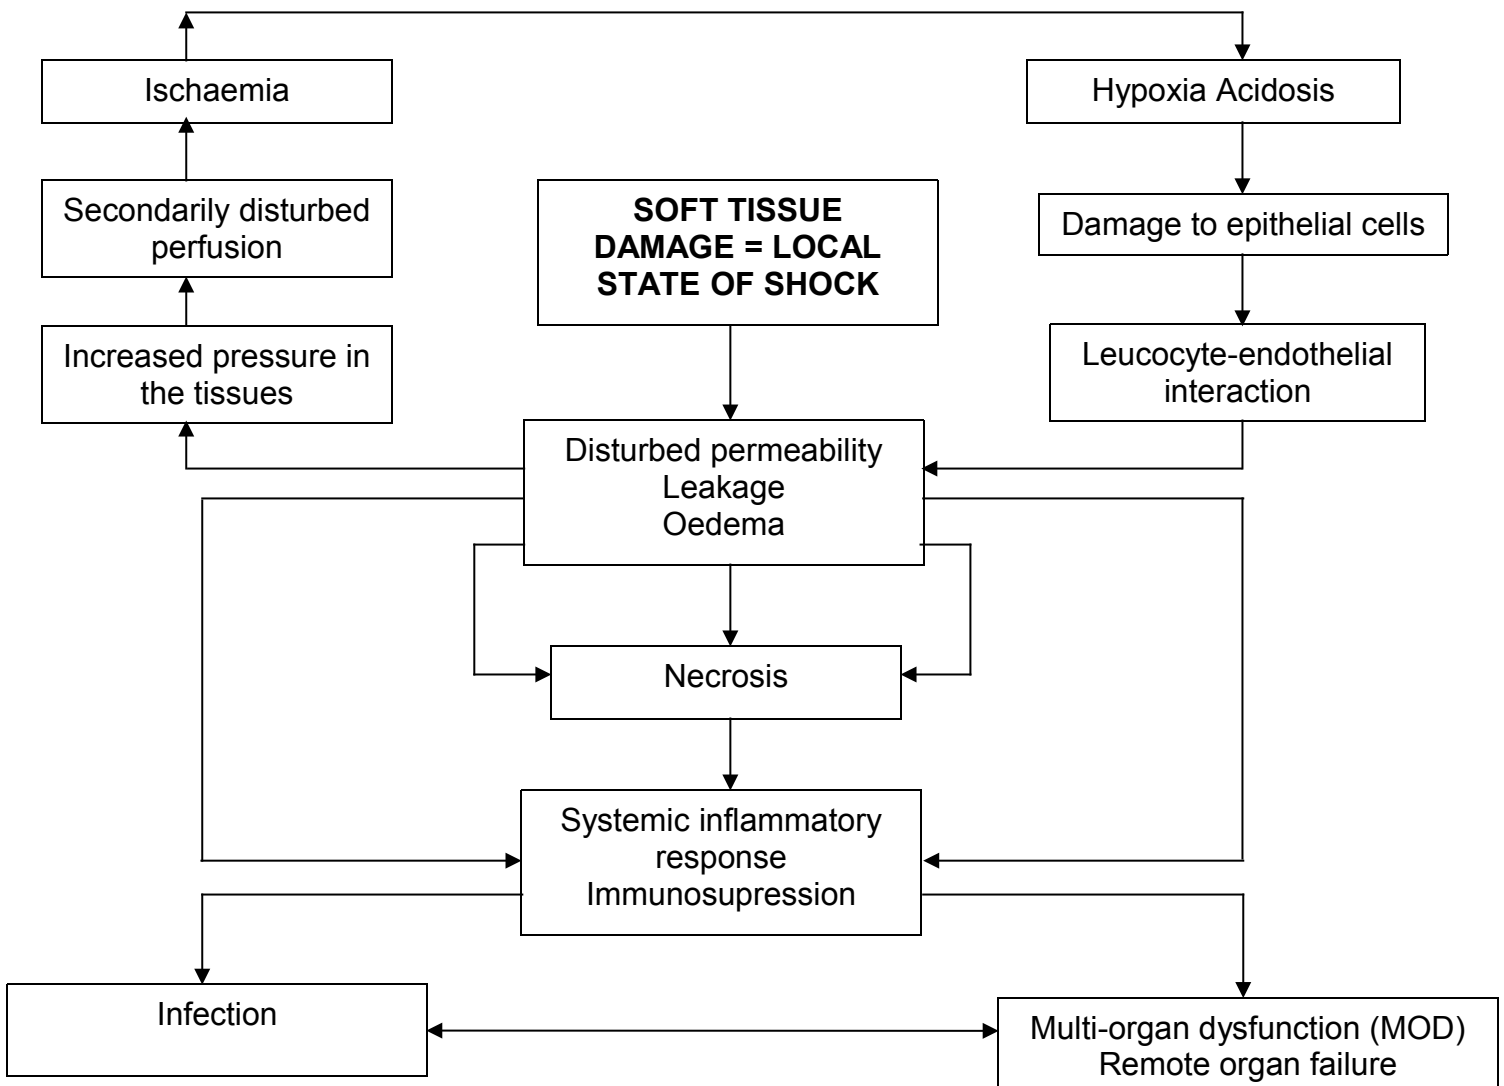 Ischaemia
Hypoxia Acidosis
Secondarily disturbed
perfusion
SOFT TISSUE
DAMAGE = LOCAL
STATE OF SHOCK
Damage to epithelial cells
Increased pressure in
the tissues
Leucocyte-endothelial
interaction
Disturbed permeability
Leakage
Oedema
Necrosis
Systemic inflammatory
response
Immunosupression
Infection
Multi-organ dysfunction (MOD)
Remote organ failure